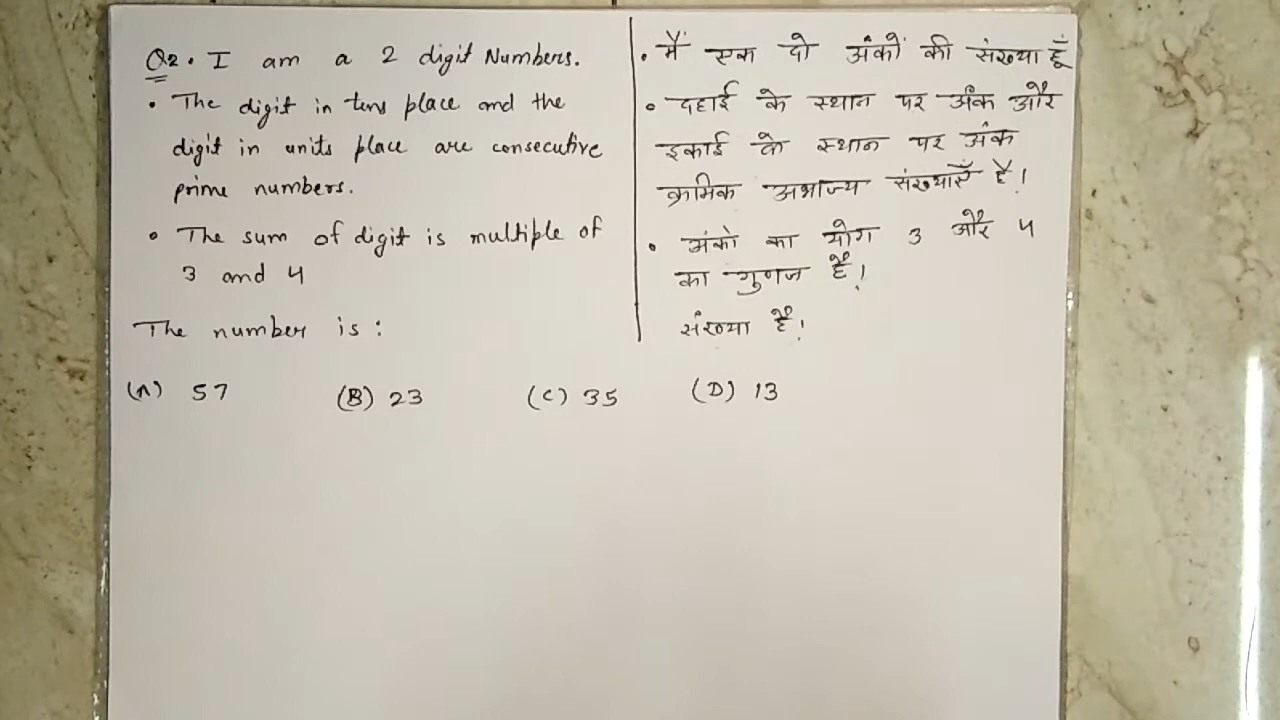 Q2. I am a 2 digit Numbers.
• The digit in tens place and the
digit in units place are consecutive
prime numbers.
• The sum of digit is multiple of
3 and 4
The number is:
• मैं एक दो अंकों की संख्या हूँ
• दहाई के स्थान पर अंक और
इकाई के स्थान पर अंक
क्रमिक अभाज्य संख्याएँ है।
• अंको का योग 3 और 4
का गुणज है।
संख्या है।
(A) 57 (B) 23 (C) 35 (D) 13